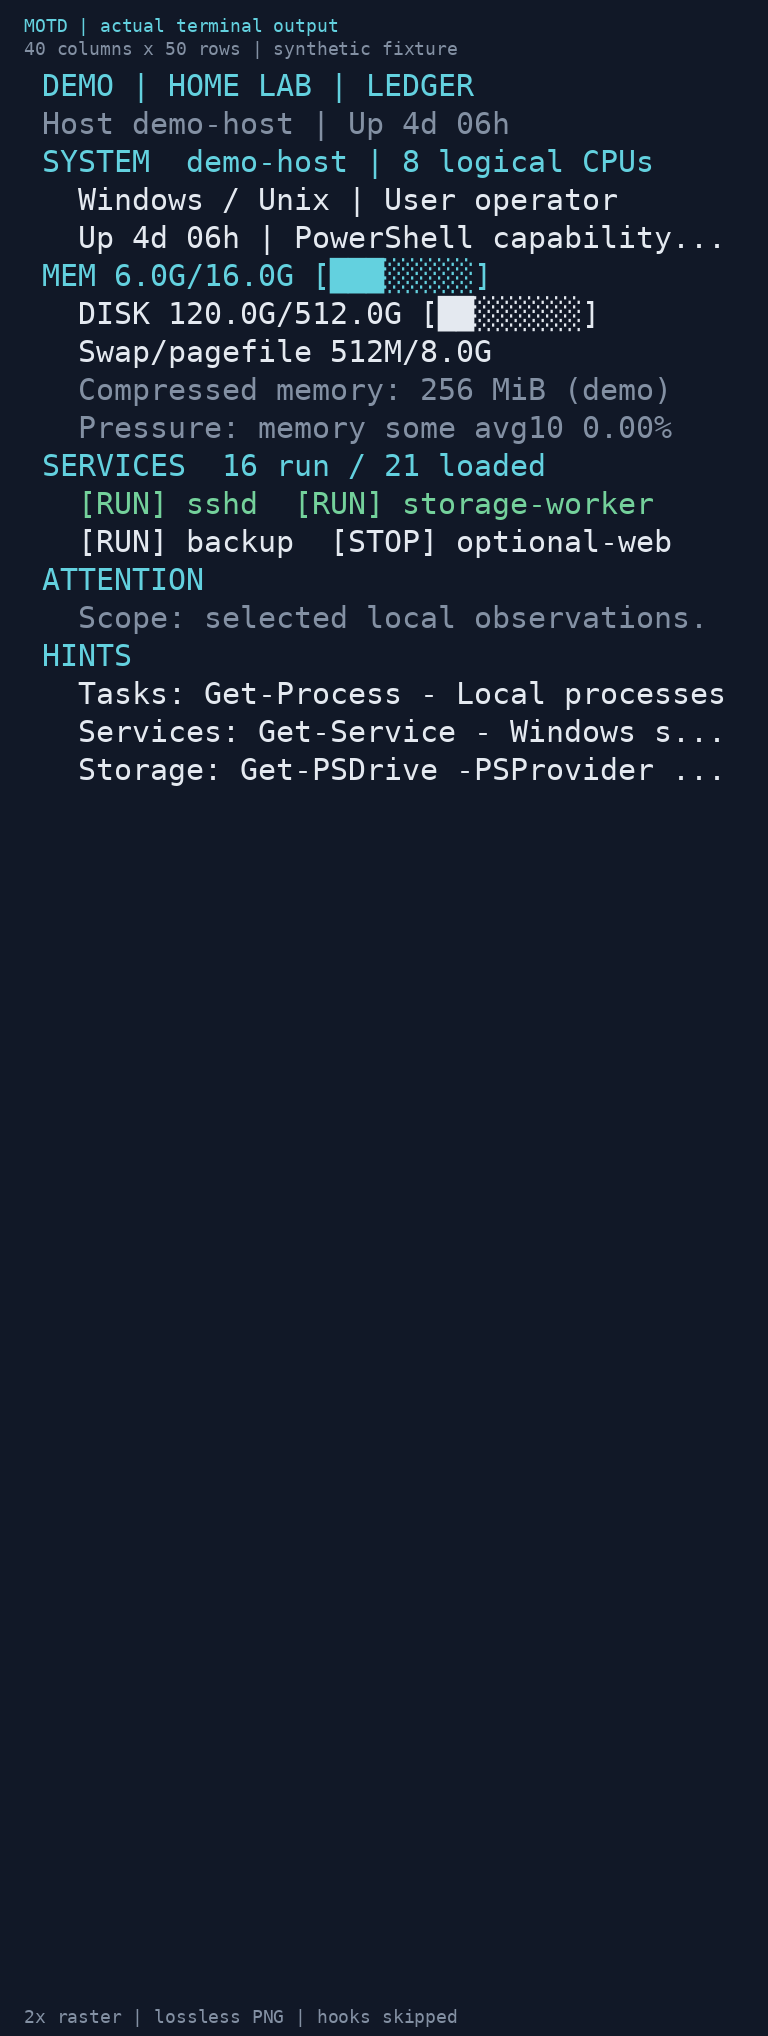 MOTD | actual terminal output
40 columns x 50 rows | synthetic fixture
DEMO | HOME LAB | LEDGER
Host demo-host | Up 4d 06h
SYSTEM  demo-host | 8 logical CPUs
Windows / Unix | User operator
Up 4d 06h | PowerShell capability...
MEM 6.0G/16.0G [███░░░░░]
DISK 120.0G/512.0G [██░░░░░░]
Swap/pagefile 512M/8.0G
Compressed memory: 256 MiB (demo)
Pressure: memory some avg10 0.00%
SERVICES  16 run / 21 loaded
[RUN] sshd  [RUN] storage-worker
[RUN] backup  [STOP] optional-web
ATTENTION
Scope: selected local observations.
HINTS
Tasks: Get-Process - Local processes
Services: Get-Service - Windows s...
Storage: Get-PSDrive -PSProvider ...
2x raster | lossless PNG | hooks skipped